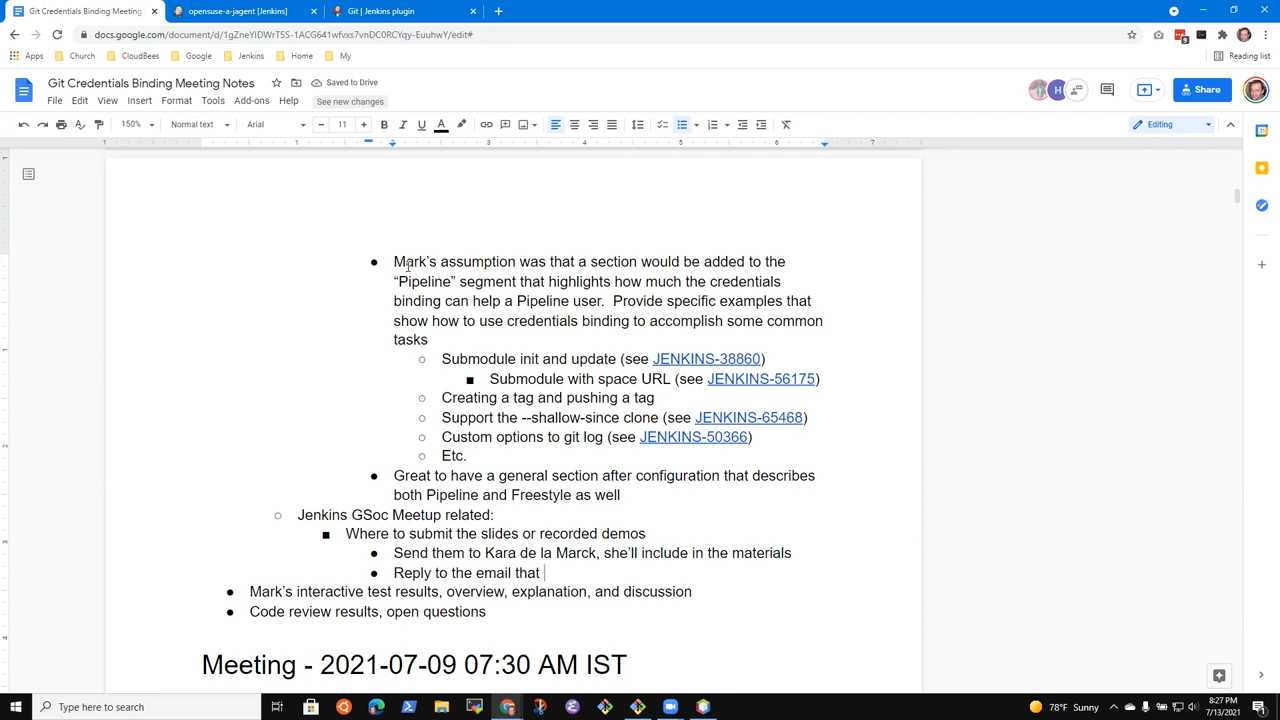 Git Credentials Binding Meeting
opensuse-a-jagent [Jenkins]
Git | Jenkins plugin
docs.google.com/document/d/1gZneYIDWrTSS-1ACG641wfvxs7vnDC0RCYqy-EuuhwY/edit#
Apps Church CloudBees Google Jenkins Home My Reading list
Git Credentials Binding Meeting Notes Saved to Drive
File Edit View Insert Format Tools Add-ons Help See new changes
Share
150% Normal text Arial 11 Editing
Mark's assumption was that a section would be added to the
“Pipeline” segment that highlights how much the credentials
binding can help a Pipeline user. Provide specific examples that
show how to use credentials binding to accomplish some common
tasks
Submodule init and update (see JENKINS-38860)
Submodule with space URL (see JENKINS-56175)
Creating a tag and pushing a tag
Support the --shallow-since clone (see JENKINS-65468)
Custom options to git log (see JENKINS-50366)
Etc.
Great to have a general section after configuration that describes
both Pipeline and Freestyle as well
Jenkins GSoc Meetup related:
Where to submit the slides or recorded demos
Send them to Kara de la Marck, she'll include in the materials
Reply to the email that
Mark's interactive test results, overview, explanation, and discussion
Code review results, open questions
Meeting - 2021-07-09 07:30 AM IST
Type here to search
78°F Sunny
8:27 PM
7/13/2021